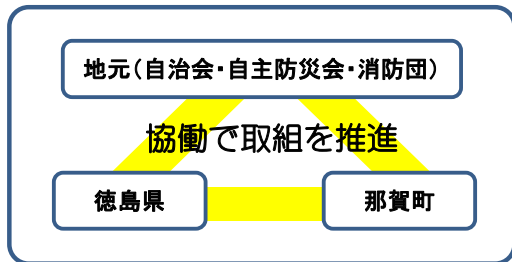 地元(自治会・自主防災会・消防団)
協働で取組を推進
徳島県
那賀町